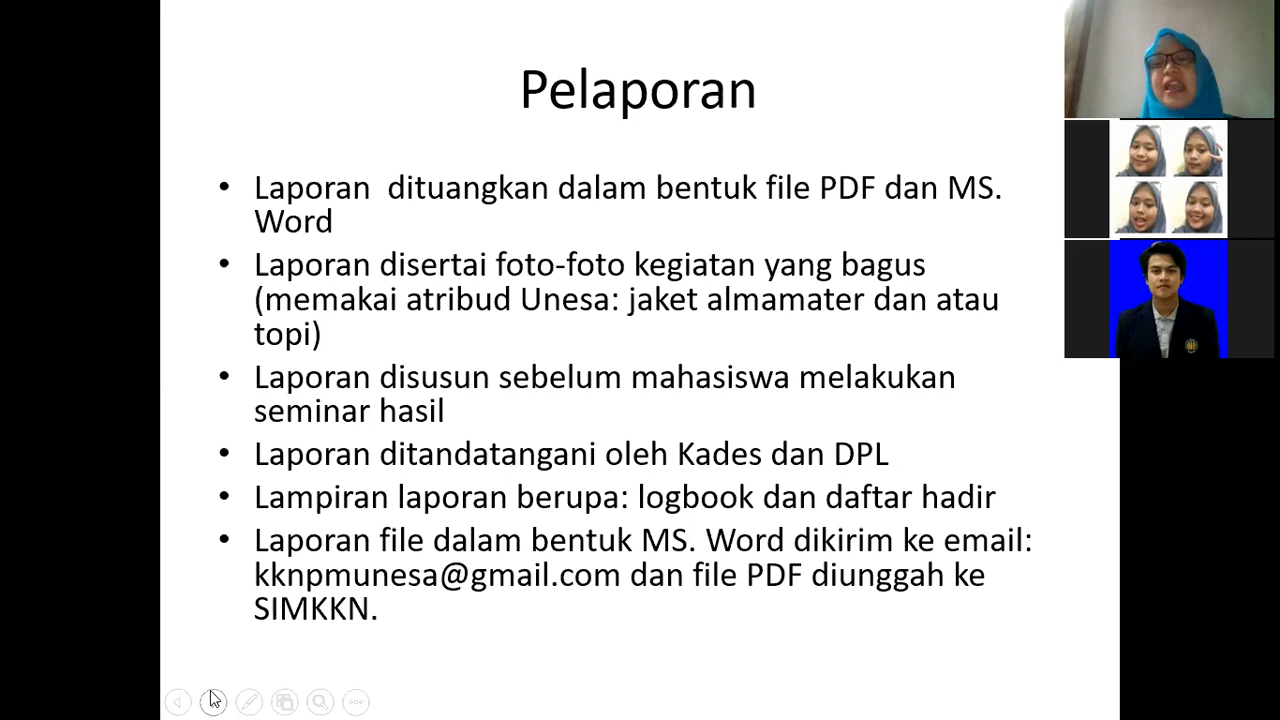 Pelaporan
• Laporan  dituangkan dalam bentuk file PDF dan MS.
Word
• Laporan disertai foto-foto kegiatan yang bagus
(memakai atribud Unesa: jaket almamater dan atau
topi)
• Laporan disusun sebelum mahasiswa melakukan
seminar hasil
• Laporan ditandatangani oleh Kades dan DPL
• Lampiran laporan berupa: logbook dan daftar hadir
• Laporan file dalam bentuk MS. Word dikirim ke email:
kknpmunesa@gmail.com dan file PDF diunggah ke
SIMKKN.